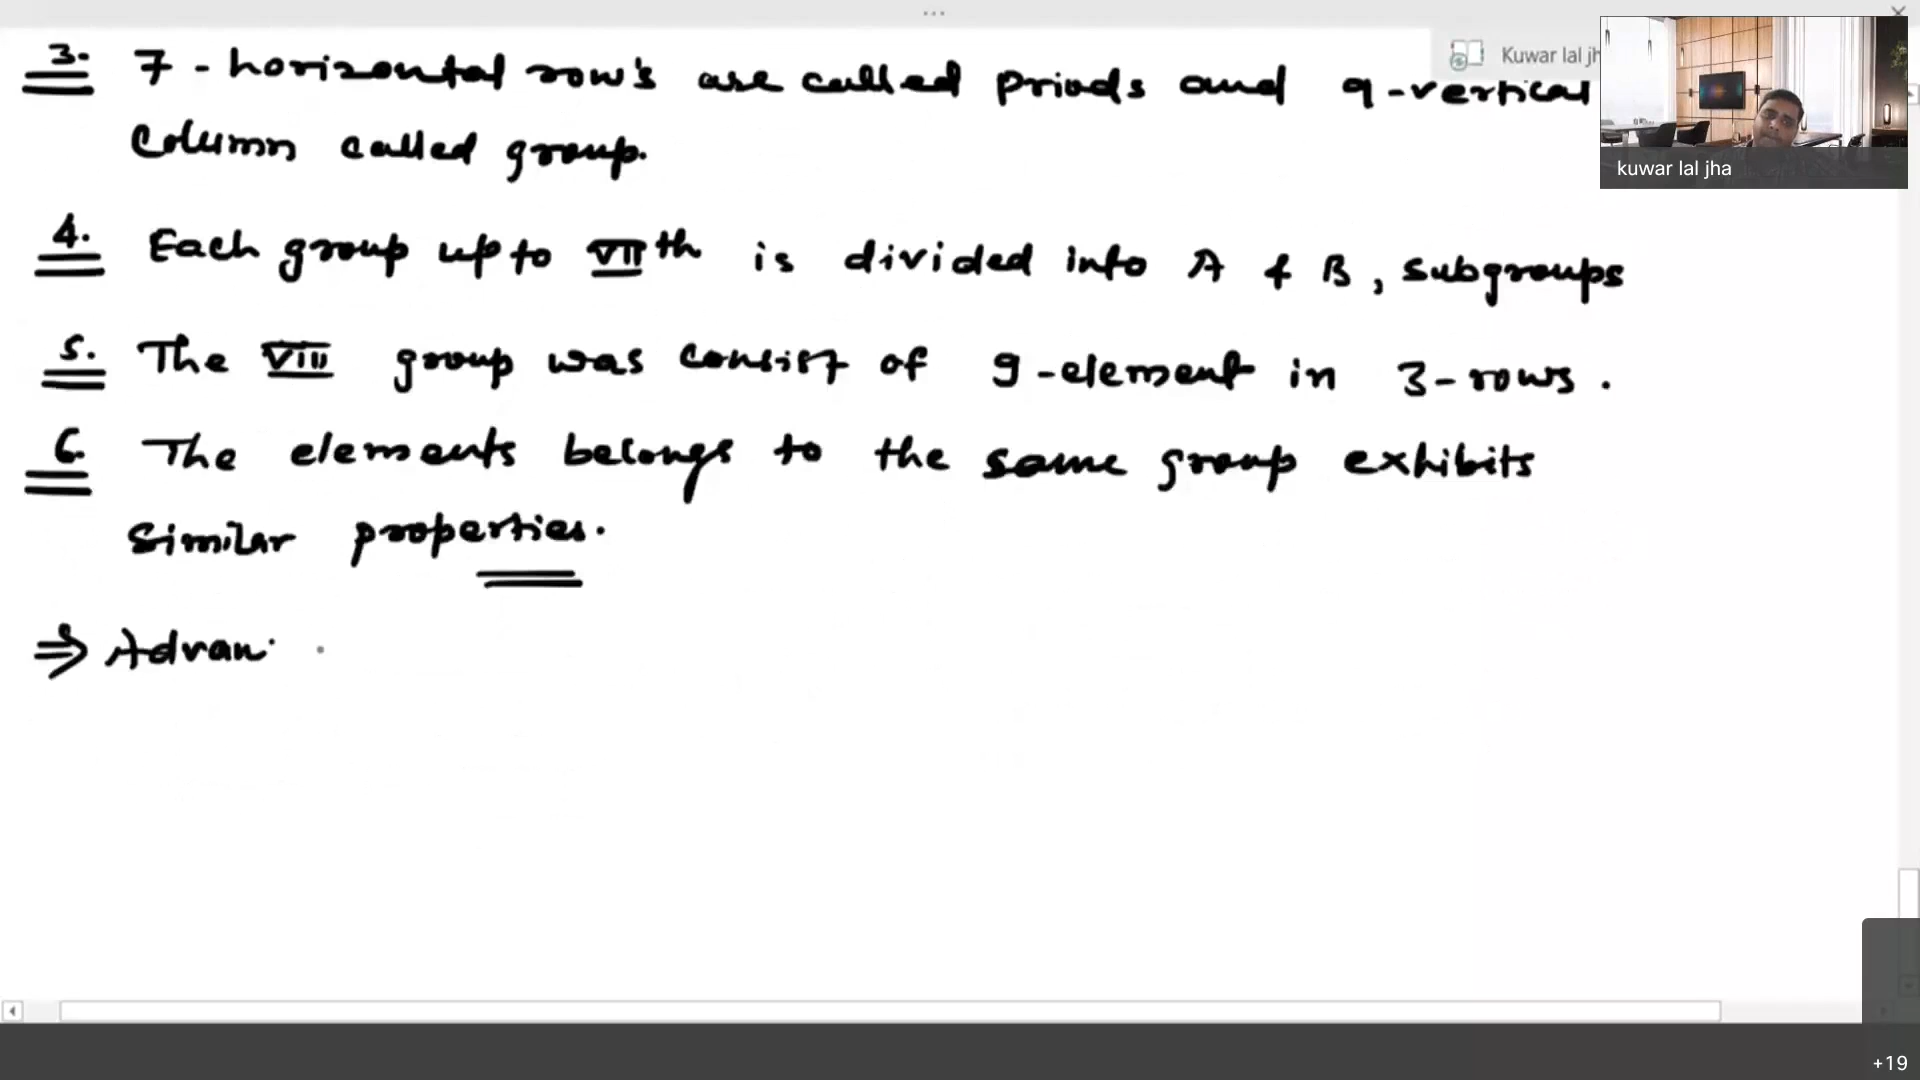 3. 7 - horizontal row's are called priods and 9 - vertical
Column called group.
4. Each group up to VIIth is divided into A & B, subgroups
5. The VIII group was consist of 9 - element in 3 - rows.
6. The elements belongs to the same group exhibits
Similar properties.
⇒ Advan
Kuwar lal jh
kuwar lal jha
+19